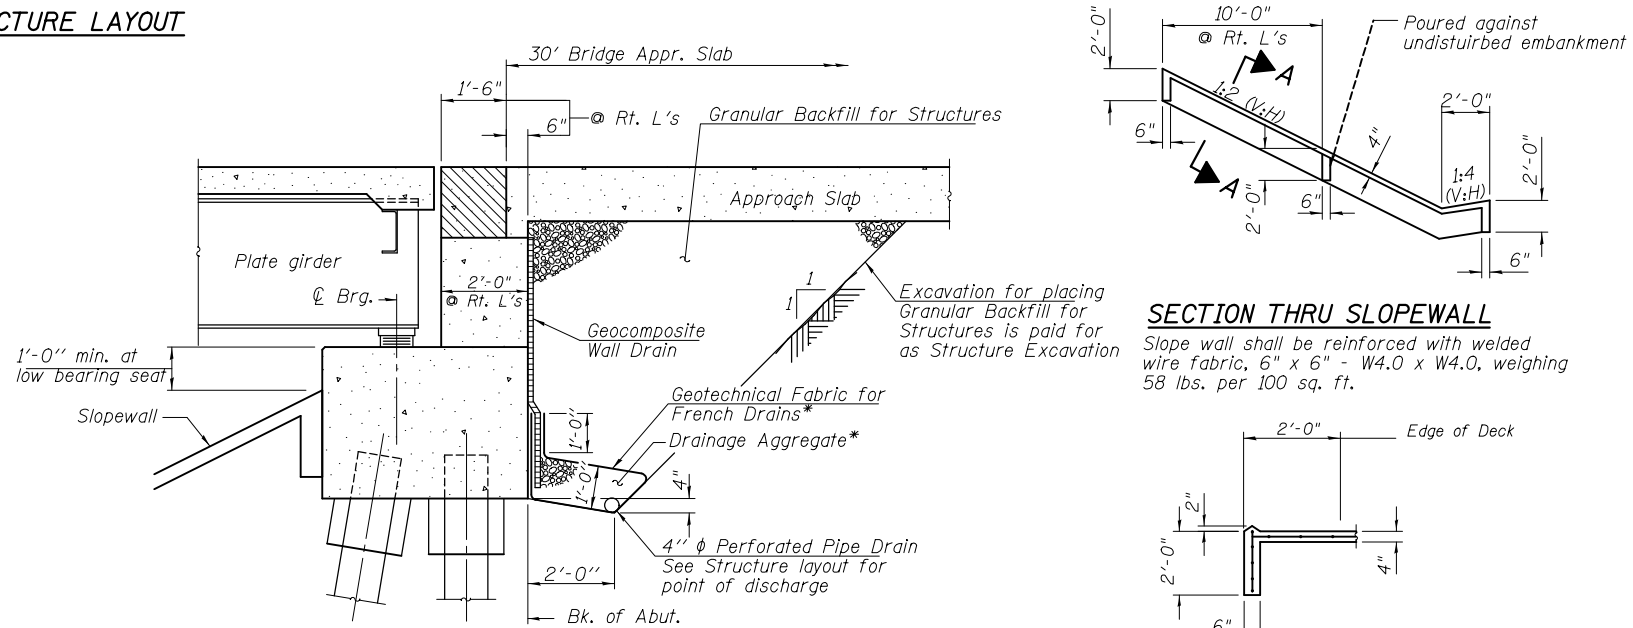 CTURE LAYOUT
30' Bridge Appr. Slab
1'-6"
6"
@ Rt. L's
Granular Backfill for Structures
Approach Slab
Plate girder
℄ Brg.
2'-0"
@ Rt. L's
1
1
Geocomposite
Wall Drain
Excavation for placing
Granular Backfill for
Structures is paid for
as Structure Excavation
1'-0" min. at
low bearing seat
Slopewall
Geotechnical Fabric for
French Drains*
Drainage Aggregate*
1'-0"
1'-0"
4"
4" ϕ Perforated Pipe Drain
See Structure layout for
point of discharge
2'-0"
Bk. of Abut.
2'-0"
10'-0"
@ Rt. L's
Poured against
undistuirbed embankment
A
1:2 (V:H)
2'-0"
6"
4"
A
1:4
(V:H)
2'-0"
2'-0"
6"
6"
SECTION THRU SLOPEWALL
Slope wall shall be reinforced with welded
wire fabric, 6" x 6" - W4.0 x W4.0, weighing
58 lbs. per 100 sq. ft.
2'-0"
Edge of Deck
2"
2'-0"
4"
6"